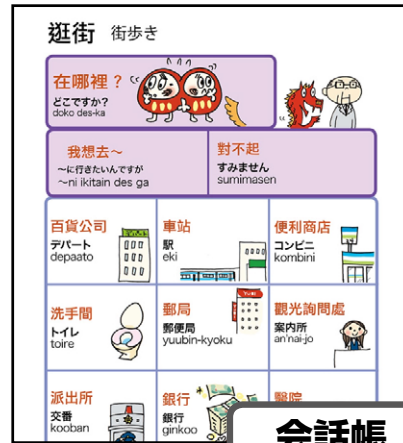 逛街 街歩き
在哪裡？
どこですか?
doko des-ka
我想去～
～に行きたいんですが
～ni ikitain des ga
對不起
すみません
sumimasen
百貨公司
デパート
depaato
車站
駅
eki
便利商店
コンビニ
kombini
洗手間
トイレ
toire
郵局
郵便局
yuubin-kyoku
觀光詢問處
案内所
an'nai-jo
派出所
交番
kooban
銀行
銀行
ginkoo
醫院
会話帳